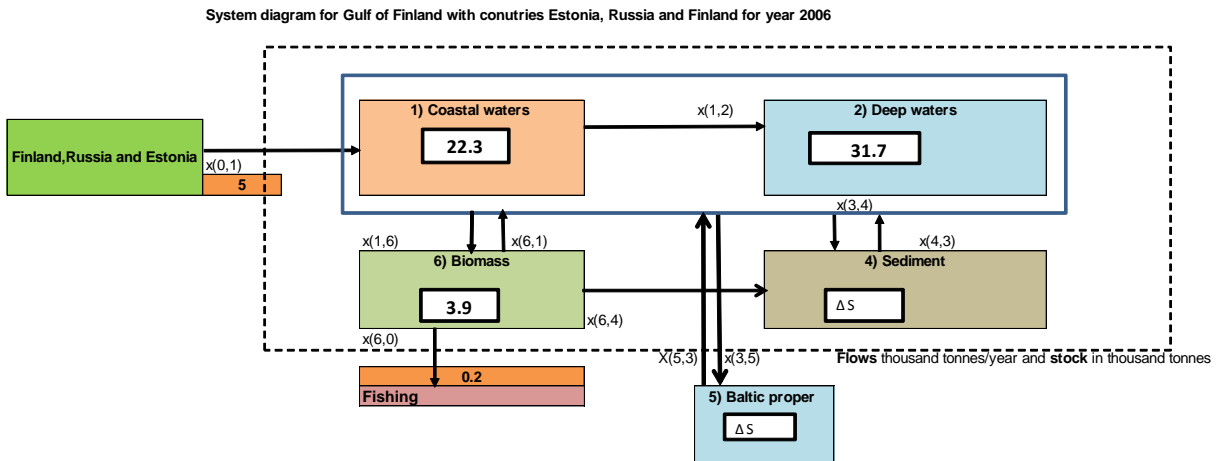 System diagram for Gulf of Finland with conutries Estonia, Russia and Finland for year 2006
1) Coastal waters
22.3
x(1,2)
2) Deep waters
31.7
Finland,Russia and Estonia
x(0,1)
5
x(3,4)
x(1,6)
x(6,1)
x(4,3)
6) Biomass
3.9
4) Sediment
Δ S
x(6,4)
x(6,0)
X(5,3)
x(3,5)
Flows thousand tonnes/year and stock in thousand tonnes
0.2
Fishing
5) Baltic proper
Δ S